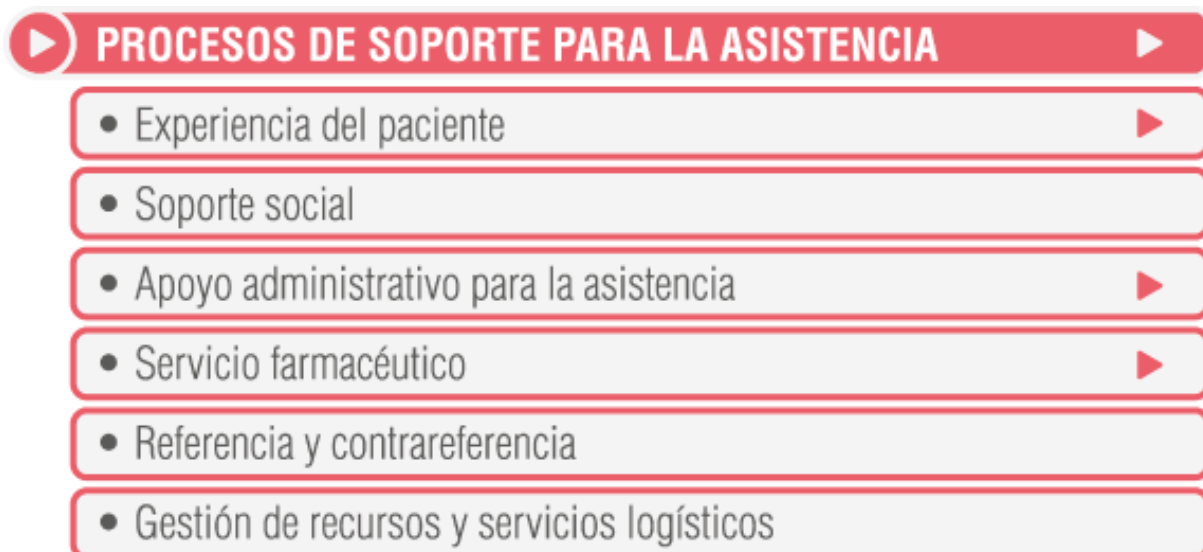 PROCESOS DE SOPORTE PARA LA ASISTENCIA
• Experiencia del paciente
• Soporte social
• Apoyo administrativo para la asistencia
• Servicio farmacéutico
• Referencia y contrareferencia
• Gestión de recursos y servicios logísticos